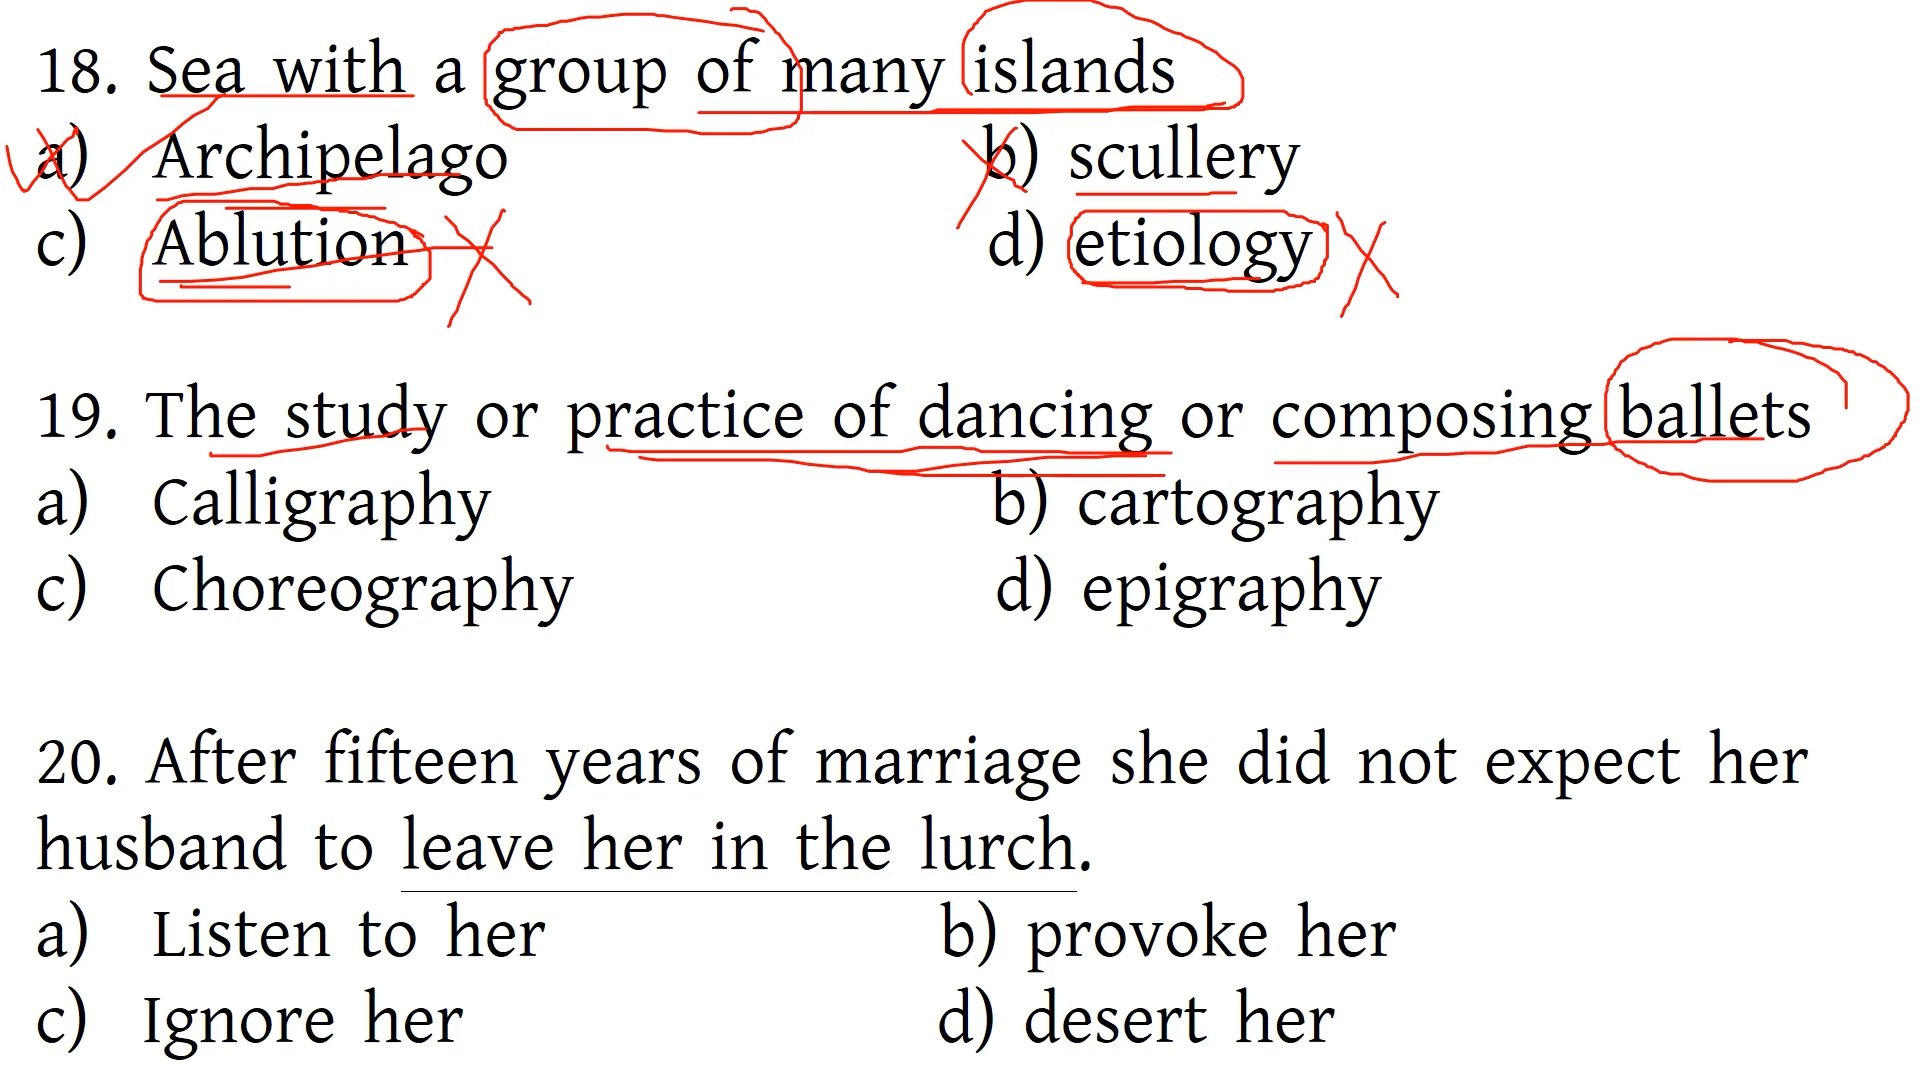 18. Sea with a group of many islands
a) Archipelago b) scullery
c) Ablution d) etiology
19. The study or practice of dancing or composing ballets
a) Calligraphy b) cartography
c) Choreography d) epigraphy
20. After fifteen years of marriage she did not expect her
husband to leave her in the lurch.
a) Listen to her b) provoke her
c) Ignore her d) desert her